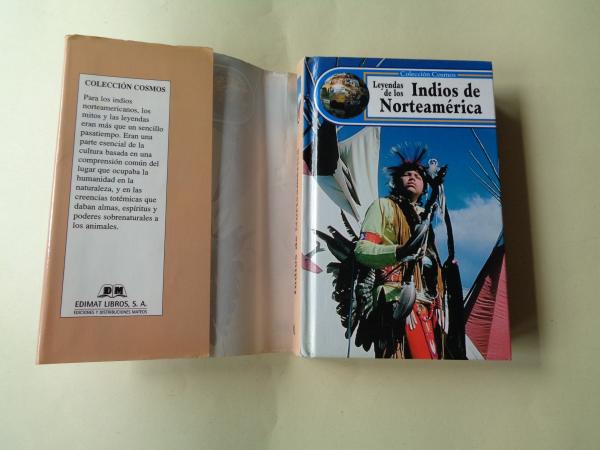 COLECCIÓN COSMOS
Para los indios
norteamericanos, los
mitos y las leyendas
eran más que un sencillo
pasatiempo. Eran una
parte esencial de la
cultura basada en una
comprensión común del
lugar que ocupaba la
humanidad en la
naturaleza, y en las
creencias totémicas que
daban almas, espíritus y
poderes sobrenaturales a
los animales.
DM
EDIMAT LIBROS, S. A.
EDICIONES Y DISTRIBUCIONES MATEOS
Colección Cosmos
Leyendas
de los
Indios de
Norteamérica